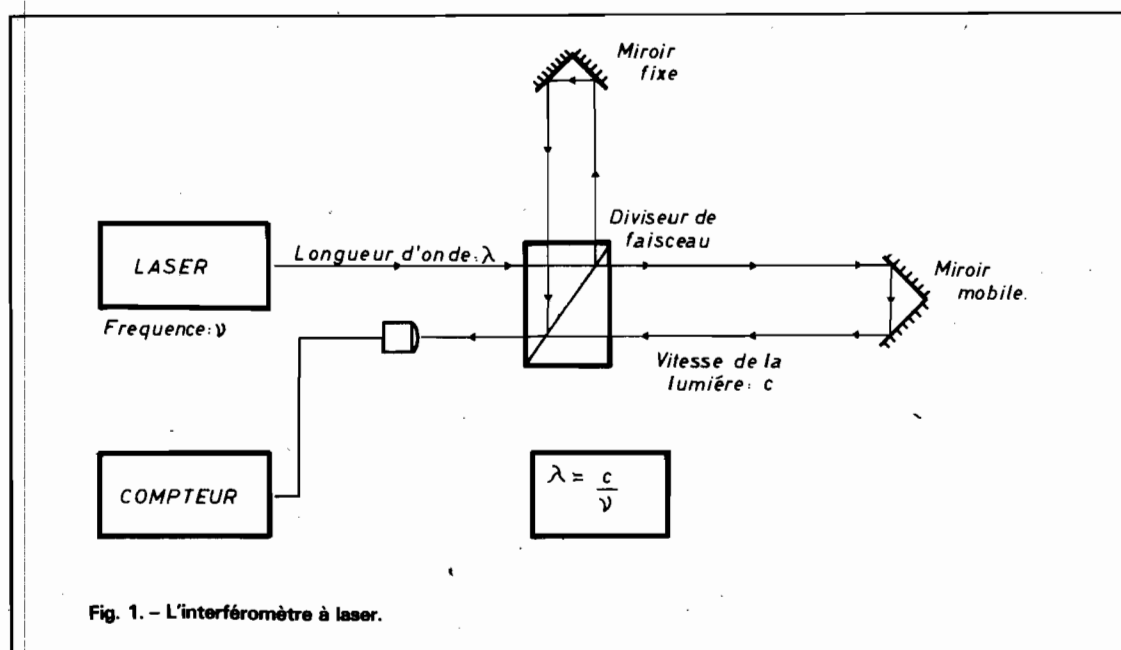 Miroir
fixe
Diviseur de
faisceau
LASER
Longueur d'onde: λ
Miroir
mobile.
Frequence: ν
Vitesse de la
lumiére: c
COMPTEUR
λ = c
ν
Fig. 1. – L'interféromètre à laser.